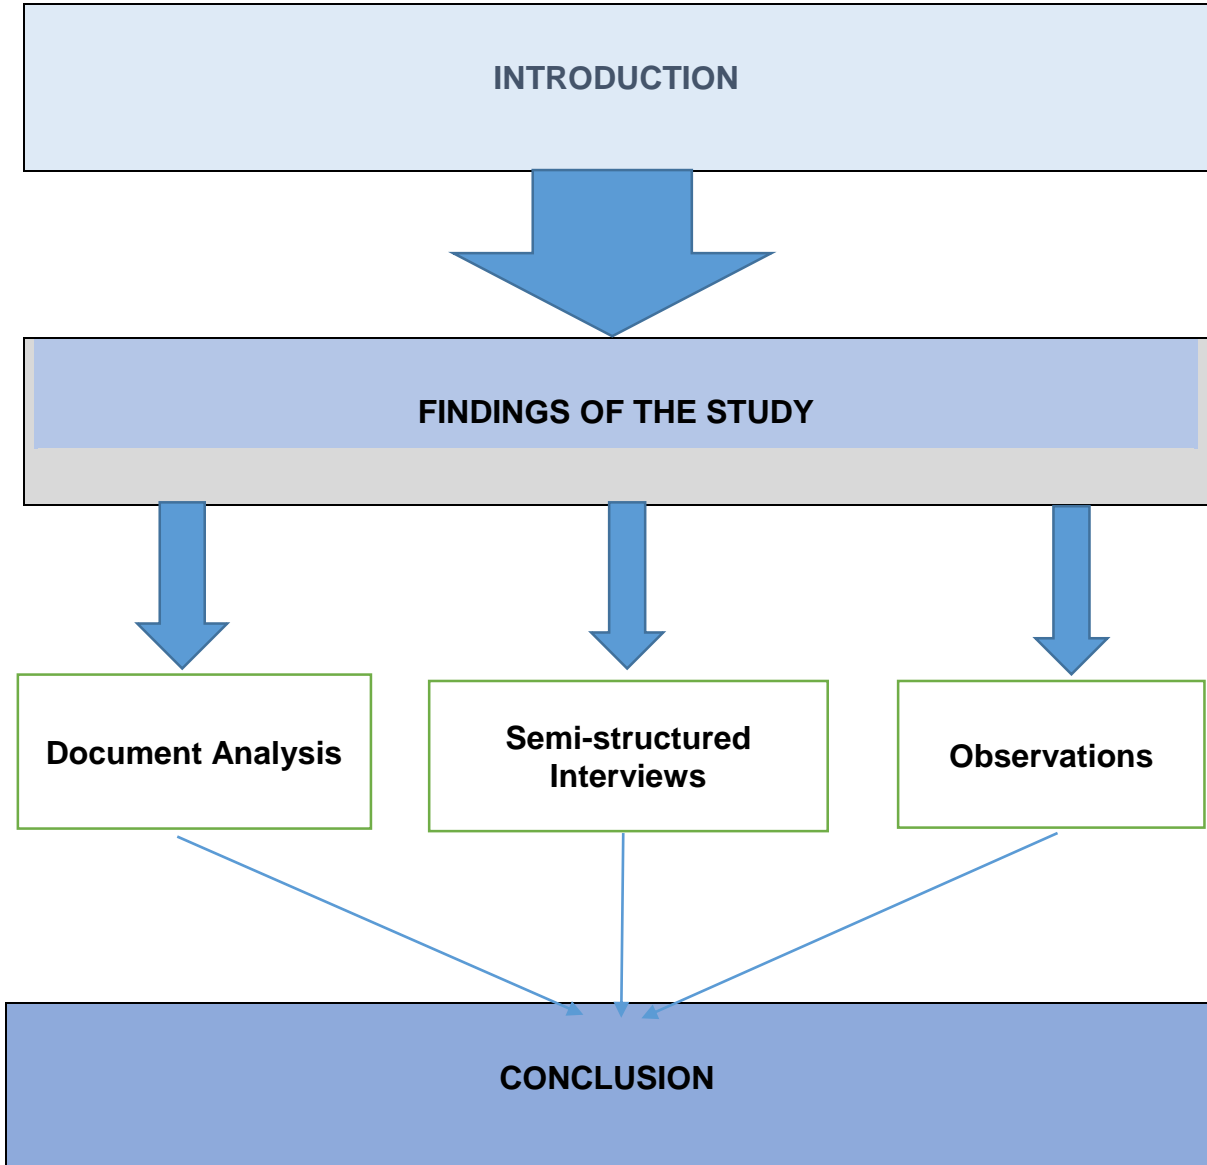 INTRODUCTION
FINDINGS OF THE STUDY
Document Analysis
Semi-structured
Interviews
Observations
CONCLUSION